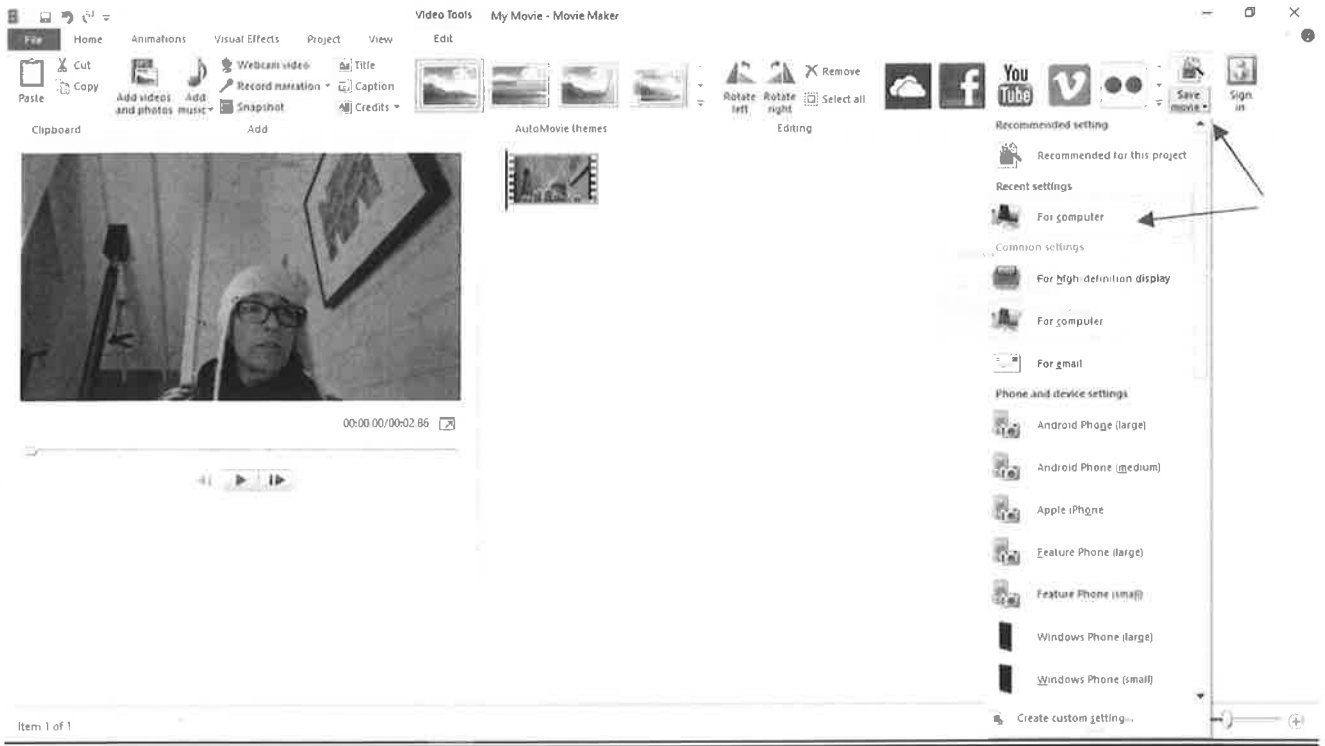 Video Tools My Movie - Movie Maker
File Home Animations Visual Effects Project View Edit
Paste
Cut
Copy
Clipboard
Add videos and photos
Add music
Webcam video
Record narration
Snapshot
Title
Caption
Credits
Add
AutoMovie themes
Rotate left
Rotate right
Remove
Select all
Editing
You Tube
Save movie
Sign in
Recommended setting
Recommended for this project
Recent settings
For computer
Common settings
For high-definition display
For computer
For email
Phone and device settings
Android Phone (large)
Android Phone (medium)
Apple iPhone
Feature Phone (large)
Feature Phone (small)
Windows Phone (large)
Windows Phone (small)
Create custom setting...
00:00.00/00:02.86
Item 1 of 1